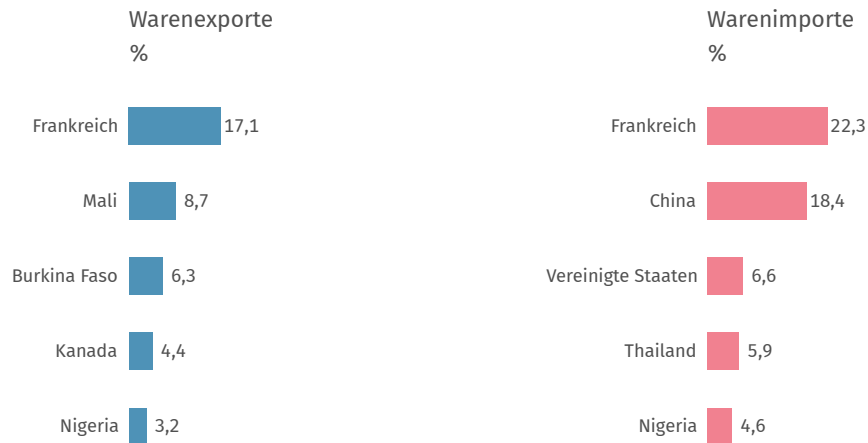 Warenexporte
%
Frankreich 17,1
Mali 8,7
Burkina Faso 6,3
Kanada 4,4
Nigeria 3,2
Warenimporte
%
Frankreich 22,3
China 18,4
Vereinigte Staaten 6,6
Thailand 5,9
Nigeria 4,6